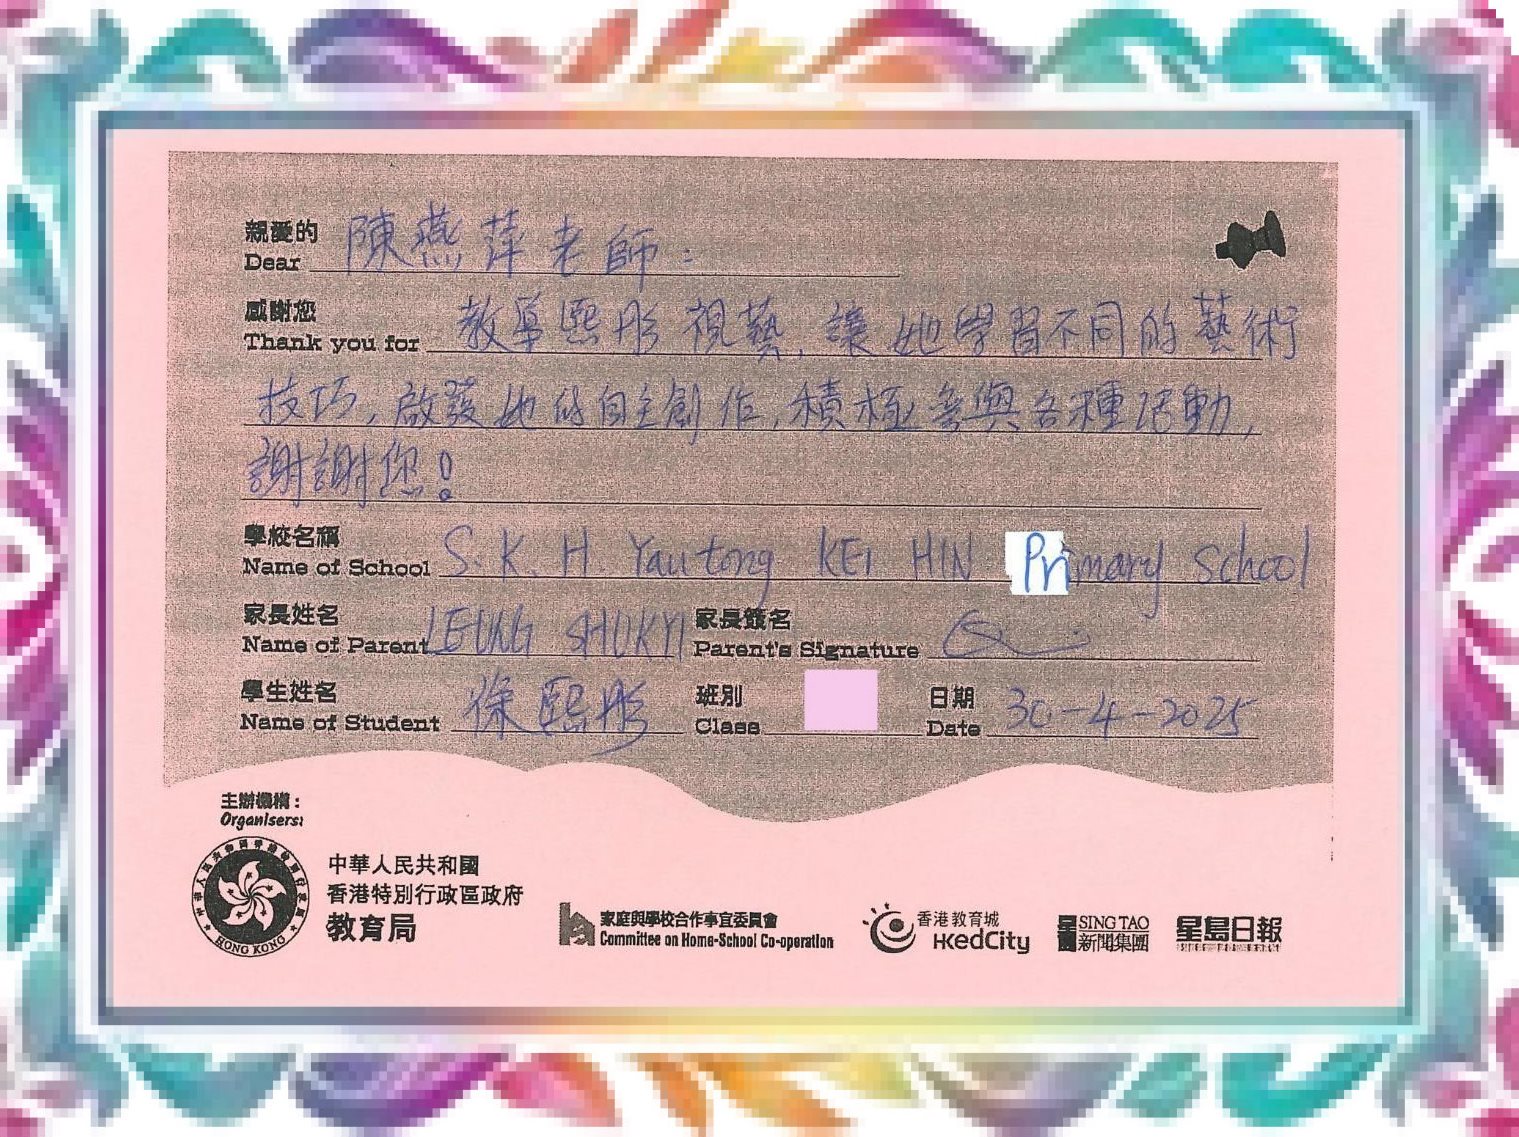 親愛的 陳燕萍老師：
Dear
感謝您 教導熙彤視藝，讓她學習不同的藝術
Thank you for
技巧，啟發她的自主創作，積極參與各種活動，
謝謝您！
學校名稱
Name of School S.K.H. Yautong KEI HIN Primary School
家長姓名 家長簽名
Name of Parent LEUNG SHUKYI Parent's Signature
學生姓名 徐熙彤 班別 日期 30-4-2025
Name of Student Class Date
主辦機構：
Organisers:
中華人民共和國
香港特別行政區政府
教育局
HONG KONG
家庭與學校合作事宜委員會
Committee on Home-School Co-operation
香港教育城
HKedCity
星島 SING TAO
新聞集團
星島日報